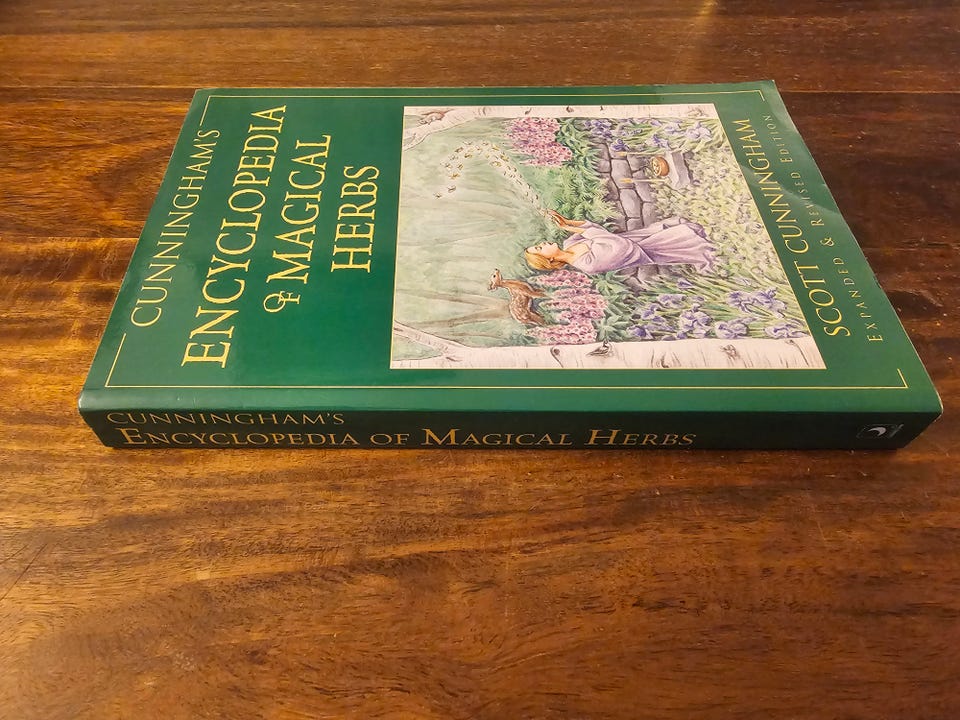 CUNNINGHAM'S
ENCYCLOPEDIA
OF MAGICAL
HERBS
SCOTT CUNNINGHAM
EXPANDED & REVISED EDITION
CUNNINGHAM'S
ENCYCLOPEDIA OF MAGICAL HERBS